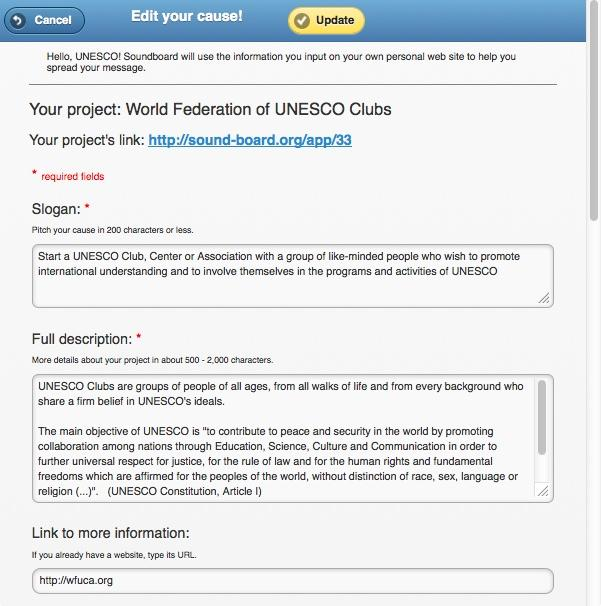 Cancel
Edit your cause!
Update
Hello, UNESCO! Soundboard will use the information you input on your own personal web site to help you
spread your message.
Your project: World Federation of UNESCO Clubs
Your project's link: http://sound-board.org/app/33
* required fields
Slogan: *
Pitch your cause in 200 characters or less.
Start a UNESCO Club, Center or Association with a group of like-minded people who wish to promote
international understanding and to involve themselves in the programs and activities of UNESCO
Full description: *
More details about your project in about 500 - 2,000 characters.
UNESCO Clubs are groups of people of all ages, from all walks of life and from every background who
share a firm belief in UNESCO's ideals.
The main objective of UNESCO is "to contribute to peace and security in the world by promoting
collaboration among nations through Education, Science, Culture and Communication in order to
further universal respect for justice, for the rule of law and for the human rights and fundamental
freedoms which are affirmed for the peoples of the world, without distinction of race, sex, language or
religion (...)". (UNESCO Constitution, Article I)
Link to more information:
If you already have a website, type its URL.
http://wfuca.org